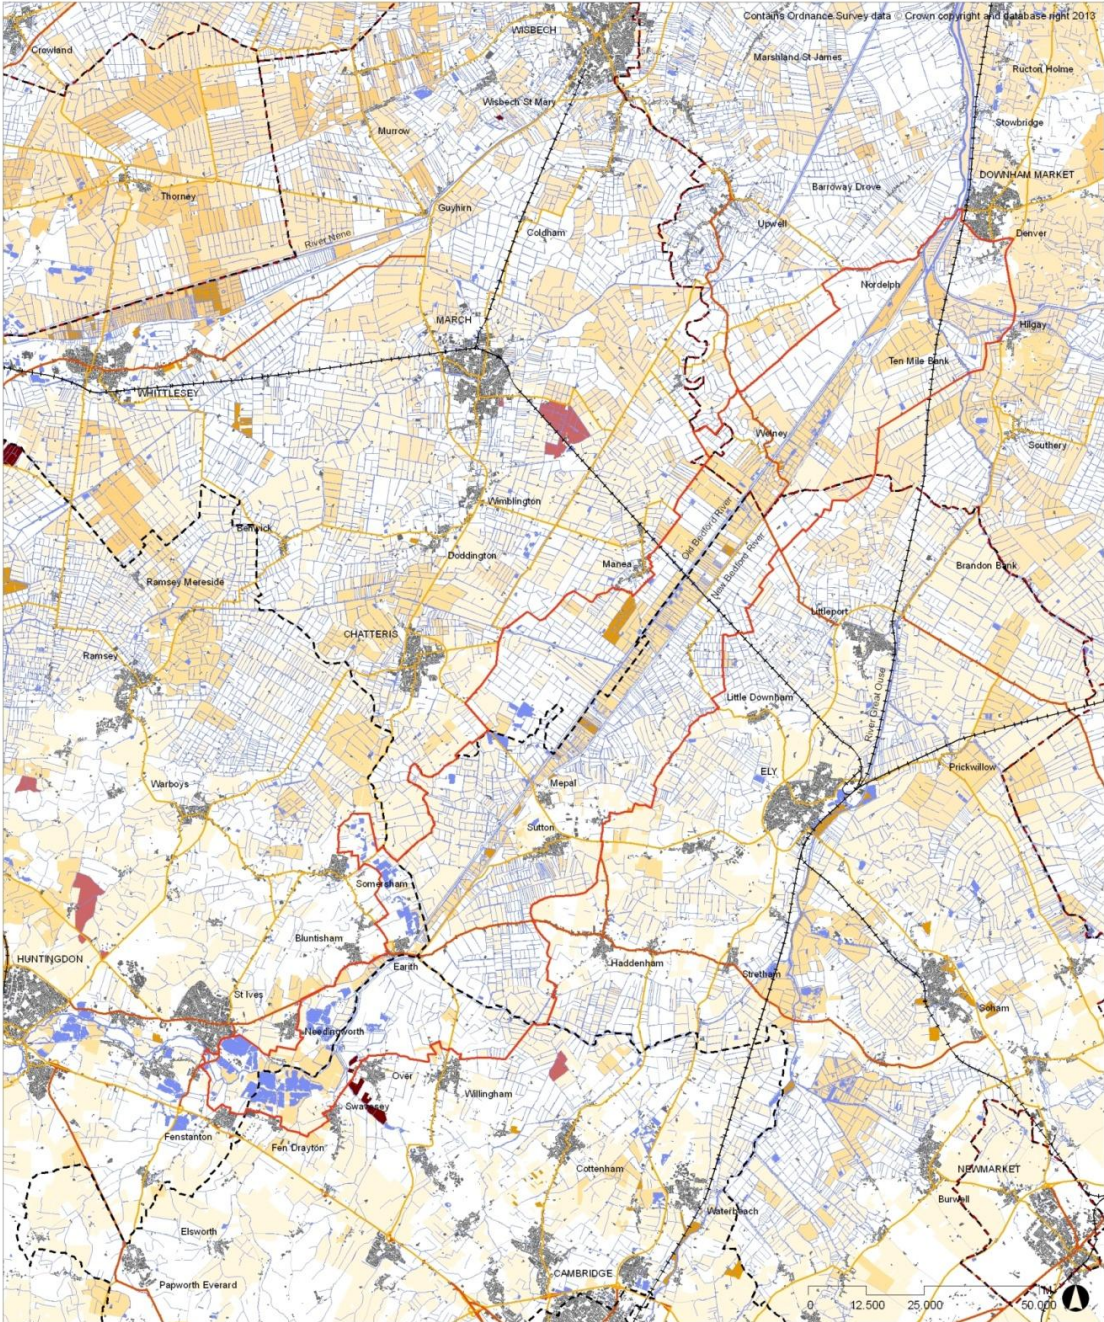 Contains Ordnance Survey data © Crown copyright and database right 2013
WISBECH
Crowland
Marshland St James
Ructon Holme
Wisbech St Mary
Stowbridge
Murrow
DOWNHAM MARKET
Barroway Drove
Thorney
Guyhirn
Upwell
Coldham
Denver
River Nene
Nordelph
MARCH
Hilgay
Ten Mile Bank
WHITTLESEY
Welney
Southery
Wimblington
Old Bedford River
Benwick
New Bedford River
Doddington
Manea
Brandon Bank
Ramsey Mereside
Littleport
CHATTERIS
Ramsey
River Great Ouse
Little Downham
Prickwillow
ELY
Warboys
Mepal
Sutton
Somersham
Bluntisham
HUNTINGDON
Earith
Haddenham
Stretham
St Ives
Soham
Needingworth
Over
Willingham
Swavesey
Fenstanton
Fen Drayton
Cottenham
NEWMARKET
Burwell
Waterbeach
Elsworth
CAMBRIDGE
Papworth Everard
M
0 12.500 25.000 50.000